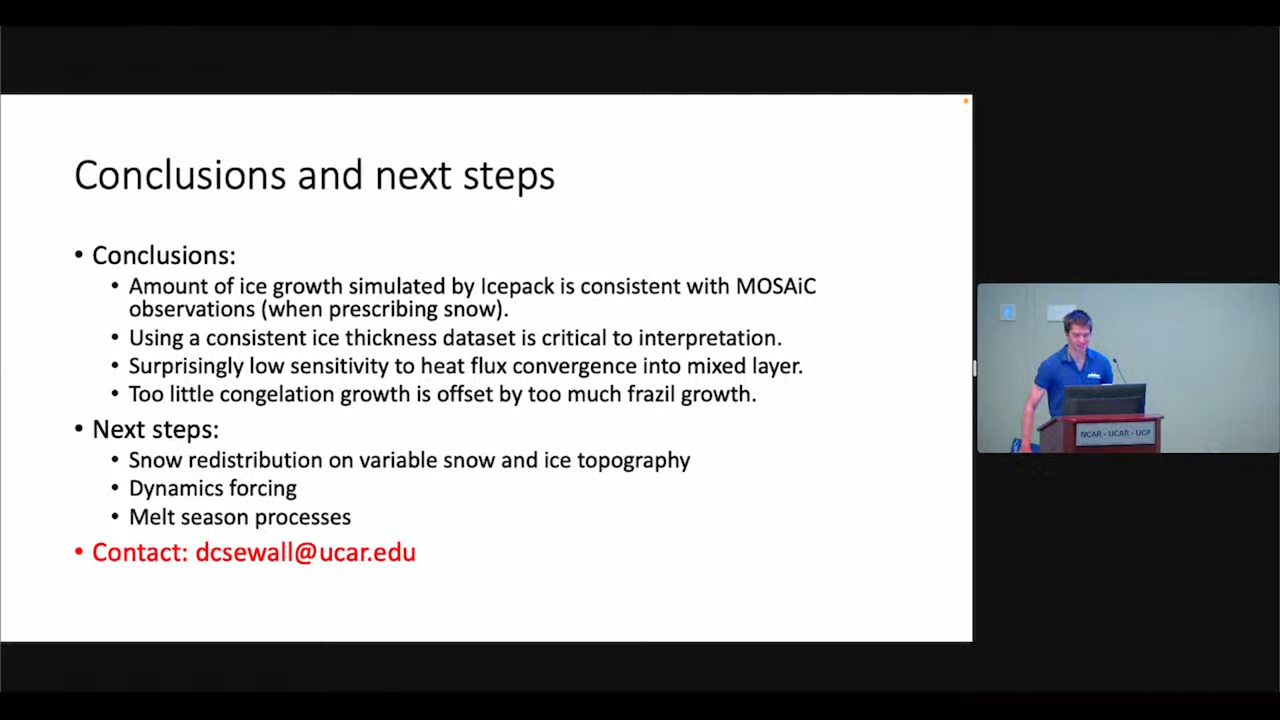 Conclusions and next steps
• Conclusions:
• Amount of ice growth simulated by Icepack is consistent with MOSAiC
observations (when prescribing snow).
• Using a consistent ice thickness dataset is critical to interpretation.
• Surprisingly low sensitivity to heat flux convergence into mixed layer.
• Too little congelation growth is offset by too much frazil growth.
• Next steps:
• Snow redistribution on variable snow and ice topography
• Dynamics forcing
• Melt season processes
• Contact: dcsewall@ucar.edu
NCAR • UCAR • UCP